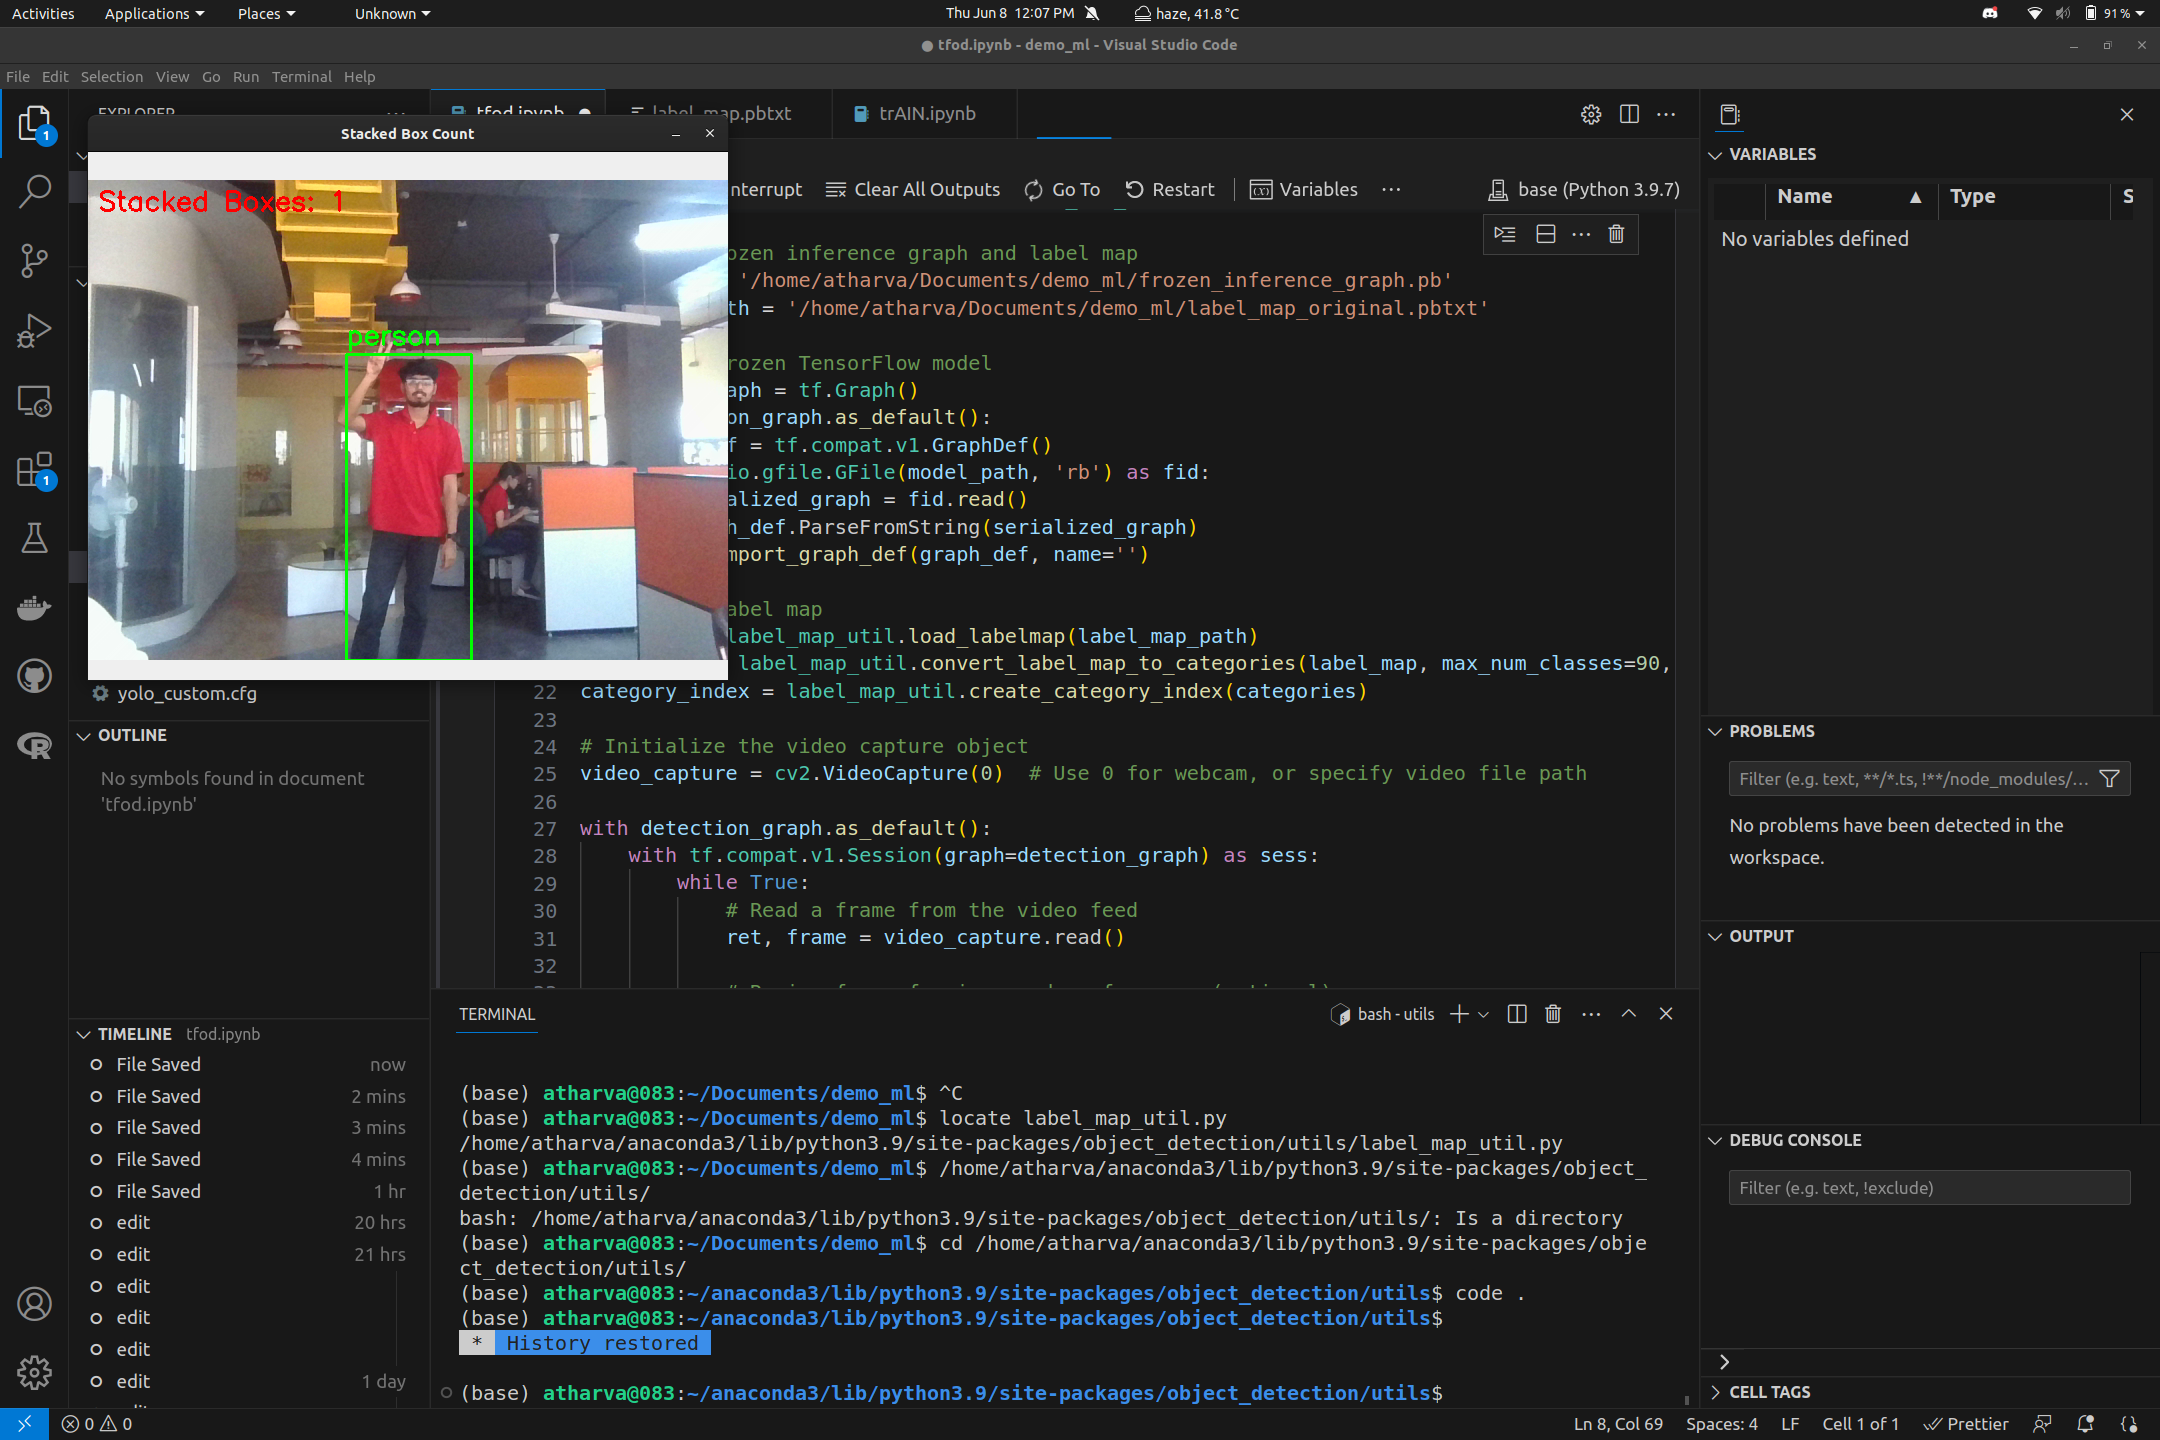 Activities Applications Places Unknown Thu Jun 8 12:07 PM haze, 41.8 °C 91 %
tfod.ipynb - demo_ml - Visual Studio Code
File Edit Selection View Go Run Terminal Help
EXPLORER
tfod.ipynb label_map.pbtxt trAIN.ipynb
1
Stacked Box Count
Stacked Boxes: 1
person
nterrupt Clear All Outputs Go To Restart Variables base (Python 3.9.7)
ozen inference graph and label map
'/home/atharva/Documents/demo_ml/frozen_inference_graph.pb'
th = '/home/atharva/Documents/demo_ml/label_map_original.pbtxt'
rozen TensorFlow model
aph = tf.Graph()
on_graph.as_default():
f = tf.compat.v1.GraphDef()
io.gfile.GFile(model_path, 'rb') as fid:
alized_graph = fid.read()
h_def.ParseFromString(serialized_graph)
mport_graph_def(graph_def, name='')
abel map
label_map_util.load_labelmap(label_map_path)
label_map_util.convert_label_map_to_categories(label_map, max_num_classes=90,
22 category_index = label_map_util.create_category_index(categories)
23
24 # Initialize the video capture object
25 video_capture = cv2.VideoCapture(0)  # Use 0 for webcam, or specify video file path
26
27 with detection_graph.as_default():
28 with tf.compat.v1.Session(graph=detection_graph) as sess:
29 while True:
30 # Read a frame from the video feed
31 ret, frame = video_capture.read()
32
1
yolo_custom.cfg
OUTLINE
No symbols found in document
'tfod.ipynb'
TIMELINE tfod.ipynb
File Saved now
File Saved 2 mins
File Saved 3 mins
File Saved 4 mins
File Saved 1 hr
edit 20 hrs
edit 21 hrs
edit
edit
edit
edit 1 day
TERMINAL bash - utils
(base) atharva@083:~/Documents/demo_ml$ ^C
(base) atharva@083:~/Documents/demo_ml$ locate label_map_util.py
/home/atharva/anaconda3/lib/python3.9/site-packages/object_detection/utils/label_map_util.py
(base) atharva@083:~/Documents/demo_ml$ /home/atharva/anaconda3/lib/python3.9/site-packages/object_
detection/utils/
bash: /home/atharva/anaconda3/lib/python3.9/site-packages/object_detection/utils/: Is a directory
(base) atharva@083:~/Documents/demo_ml$ cd /home/atharva/anaconda3/lib/python3.9/site-packages/obje
ct_detection/utils/
(base) atharva@083:~/anaconda3/lib/python3.9/site-packages/object_detection/utils$ code .
(base) atharva@083:~/anaconda3/lib/python3.9/site-packages/object_detection/utils$
* History restored
(base) atharva@083:~/anaconda3/lib/python3.9/site-packages/object_detection/utils$
VARIABLES
Name Type S
No variables defined
PROBLEMS
Filter (e.g. text, **/*.ts, !**/node_modules/...
No problems have been detected in the
workspace.
OUTPUT
DEBUG CONSOLE
Filter (e.g. text, !exclude)
CELL TAGS
0 0 Ln 8, Col 69 Spaces: 4 LF Cell 1 of 1 Prettier